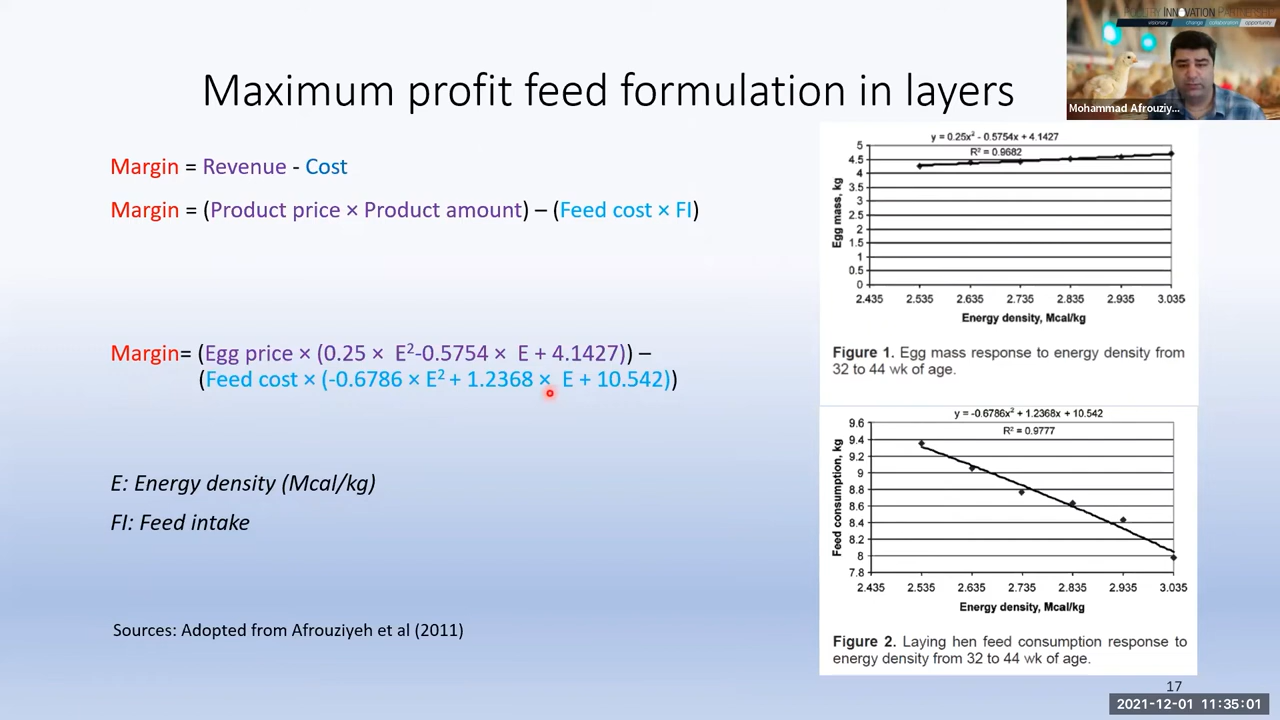 POULTRY INNOVATION PARTNERSHIP
visionary change collaboration opportunity
Mohammad Afrouziy...
Maximum profit feed formulation in layers
Margin = Revenue - Cost
Margin = (Product price × Product amount) – (Feed cost × FI)
Margin= (Egg price × (0.25 × E²-0.5754 × E + 4.1427)) –
(Feed cost × (-0.6786 × E² + 1.2368 × E + 10.542))
E: Energy density (Mcal/kg)
FI: Feed intake
Sources: Adopted from Afrouziyeh et al (2011)
y = 0.25x² - 0.5754x + 4.1427
R² = 0.9682
Egg mass, kg
5
4.5
4
3.5
3
2.5
2
1.5
1
0.5
0
2.435 2.535 2.635 2.735 2.835 2.935 3.035
Energy density, Mcal/kg
Figure 1. Egg mass response to energy density from
32 to 44 wk of age.
y = -0.6786x² + 1.2368x + 10.542
R² = 0.9777
Feed consumption, kg
9.6
9.4
9.2
9
8.8
8.6
8.4
8.2
8
7.8
2.435 2.535 2.635 2.735 2.835 2.935 3.035
Energy density, Mcal/kg
Figure 2. Laying hen feed consumption response to
energy density from 32 to 44 wk of age.
17
2021-12-01 11:35:01